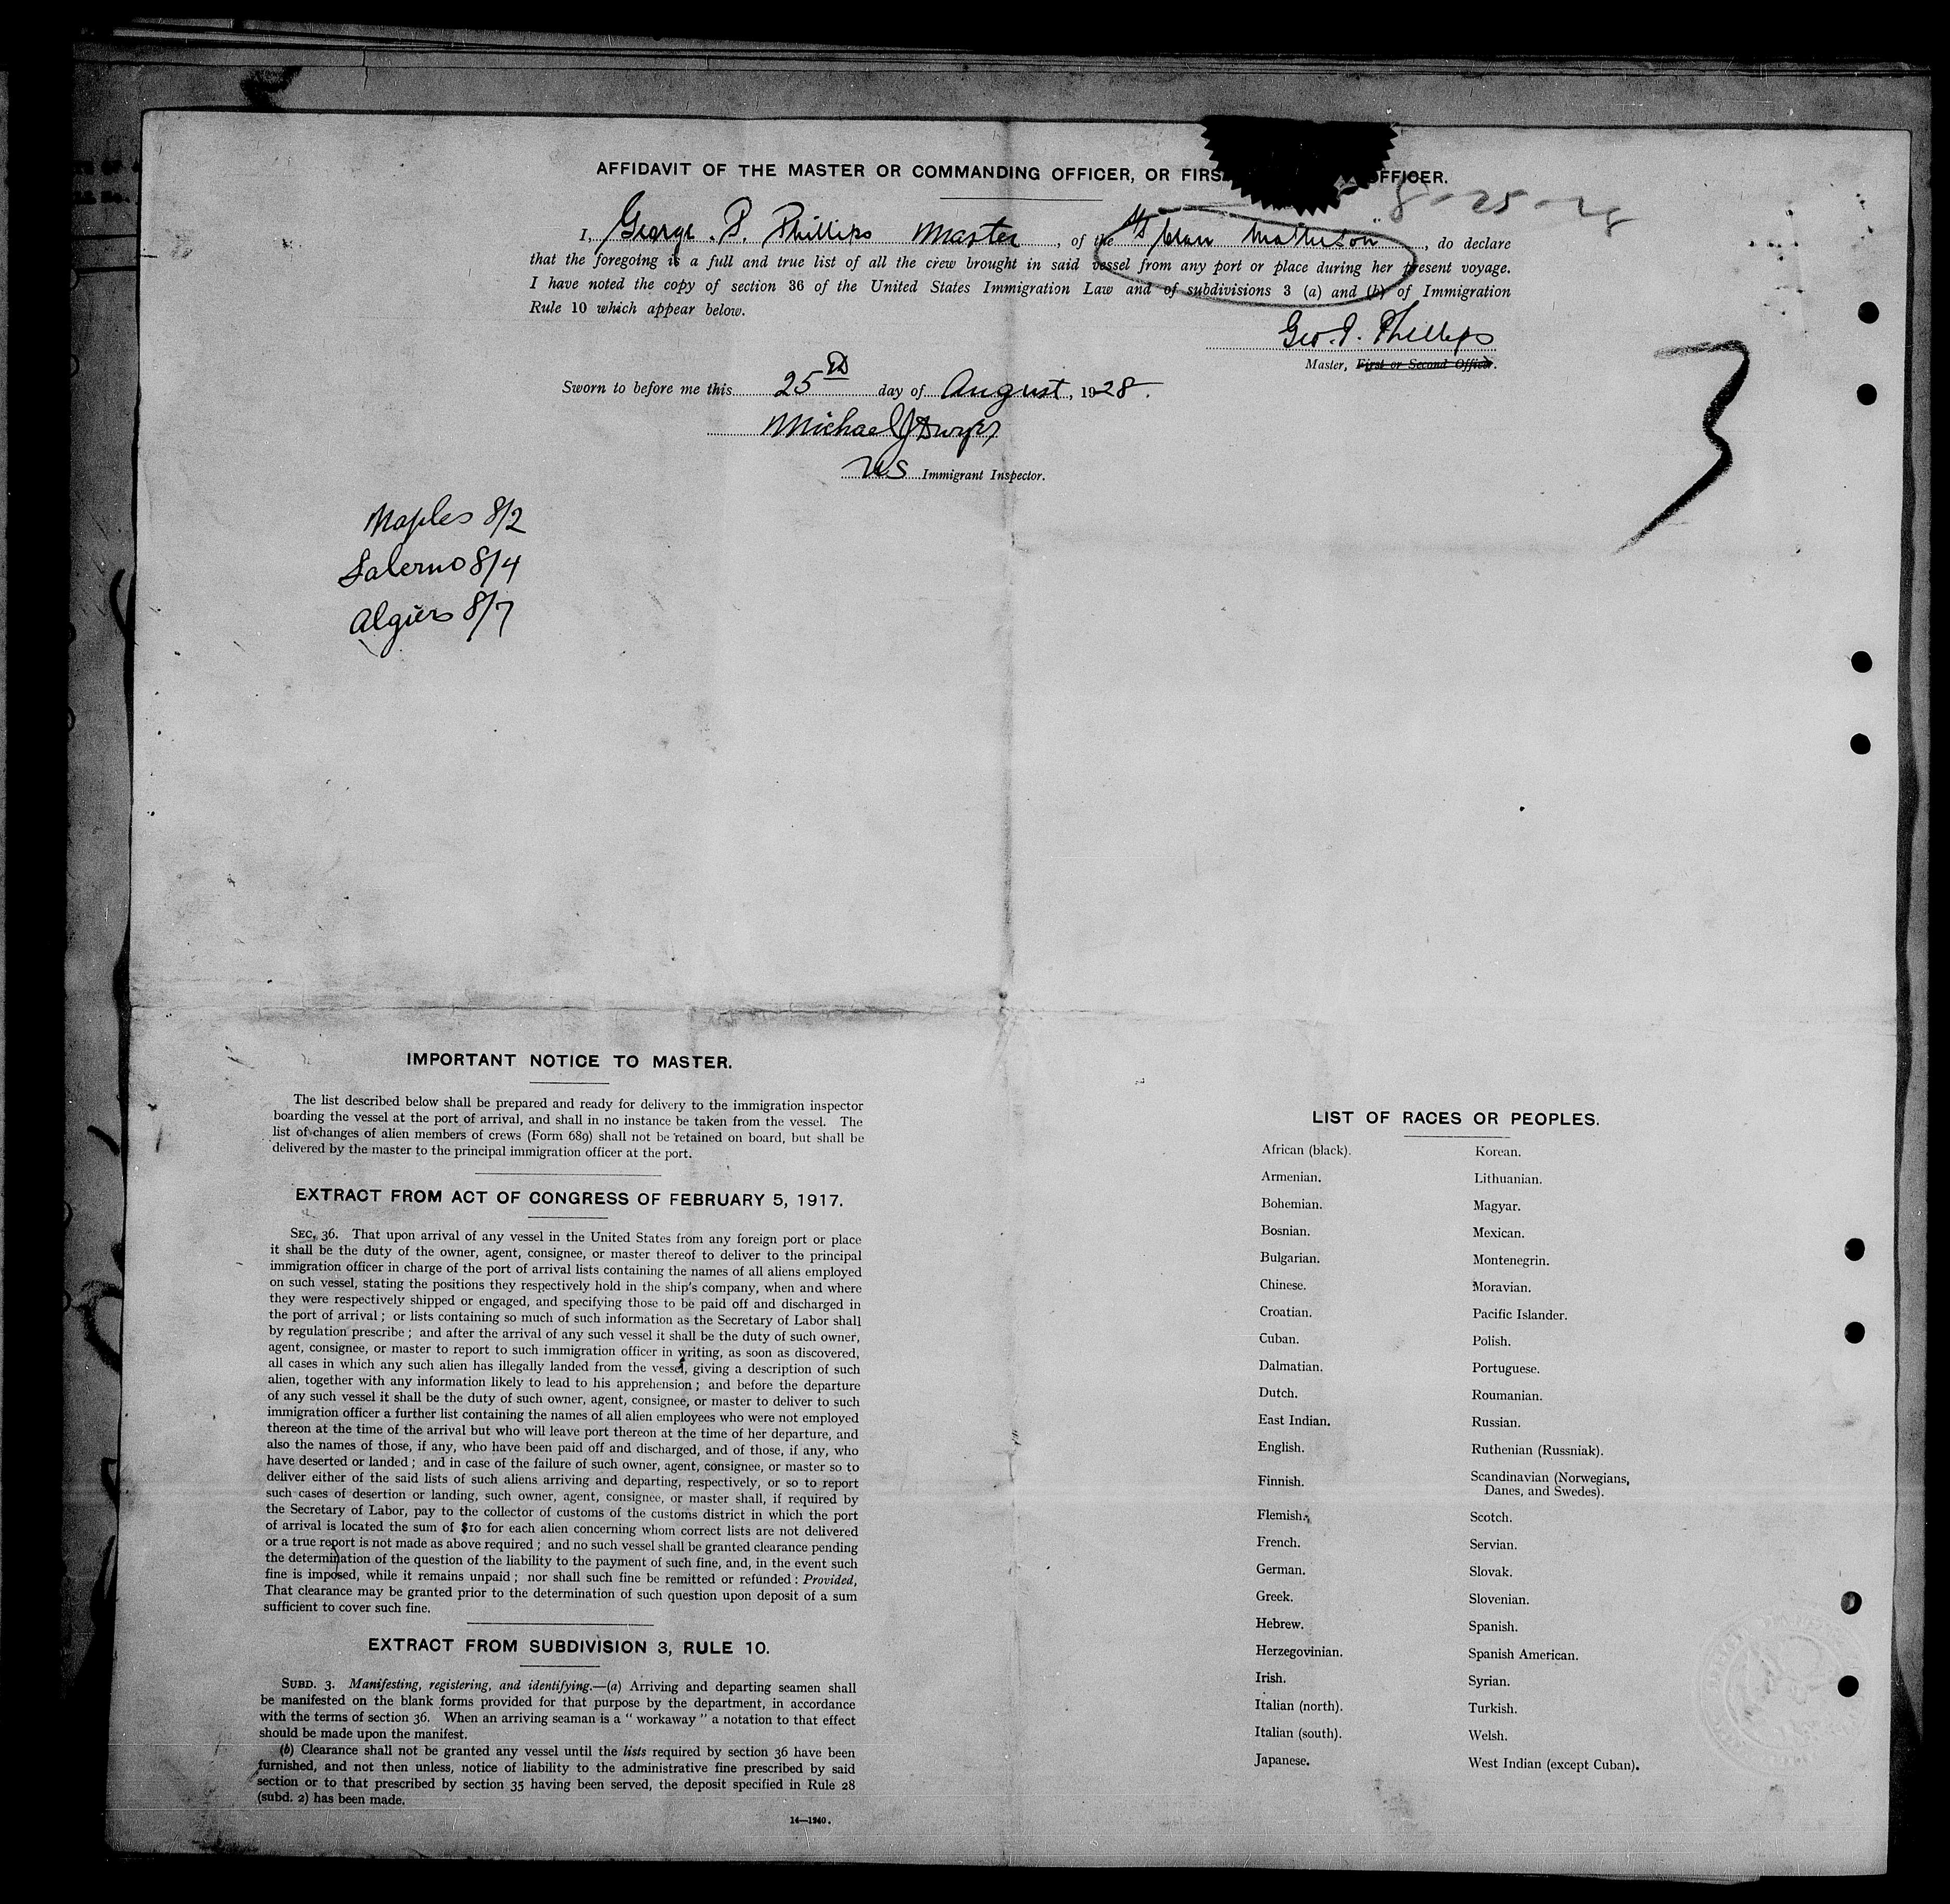 AFFIDAVIT OF THE MASTER OR COMMANDING OFFICER, OR FIRS OFFICER.
8-25-28
I, George P. Phillips Master, of the S/S "Clan Matheson", do declare
that the foregoing is a full and true list of all the crew brought in said vessel from any port or place during her present voyage.
I have noted the copy of section 36 of the United States Immigration Law and of subdivisions 3 (a) and (b) of Immigration
Rule 10 which appear below.
Geo. P. Phillips
Master, First or Second Officer.
Sworn to before me this 25th day of August, 1928.
Michael J Dwyer
US Immigrant Inspector.
3
Naples 8/2
Salerno 8/4
Algiers 8/7
IMPORTANT NOTICE TO MASTER.
The list described below shall be prepared and ready for delivery to the immigration inspector
boarding the vessel at the port of arrival, and shall in no instance be taken from the vessel. The
list of changes of alien members of crews (Form 689) shall not be retained on board, but shall be
delivered by the master to the principal immigration officer at the port.
EXTRACT FROM ACT OF CONGRESS OF FEBRUARY 5, 1917.
SEC. 36. That upon arrival of any vessel in the United States from any foreign port or place
it shall be the duty of the owner, agent, consignee, or master thereof to deliver to the principal
immigration officer in charge of the port of arrival lists containing the names of all aliens employed
on such vessel, stating the positions they respectively hold in the ship's company, when and where
they were respectively shipped or engaged, and specifying those to be paid off and discharged in
the port of arrival; or lists containing so much of such information as the Secretary of Labor shall
by regulation prescribe; and after the arrival of any such vessel it shall be the duty of such owner,
agent, consignee, or master to report to such immigration officer in writing, as soon as discovered,
all cases in which any such alien has illegally landed from the vessel, giving a description of such
alien, together with any information likely to lead to his apprehension; and before the departure
of any such vessel it shall be the duty of such owner, agent, consignee, or master to deliver to such
immigration officer a further list containing the names of all alien employees who were not employed
thereon at the time of the arrival but who will leave port thereon at the time of her departure, and
also the names of those, if any, who have been paid off and discharged, and of those, if any, who
have deserted or landed; and in case of the failure of such owner, agent, consignee, or master so to
deliver either of the said lists of such aliens arriving and departing, respectively, or so to report
such cases of desertion or landing, such owner, agent, consignee, or master shall, if required by
the Secretary of Labor, pay to the collector of customs of the customs district in which the port
of arrival is located the sum of $10 for each alien concerning whom correct lists are not delivered
or a true report is not made as above required; and no such vessel shall be granted clearance pending
the determination of the question of the liability to the payment of such fine, and, in the event such
fine is imposed, while it remains unpaid; nor shall such fine be remitted or refunded: Provided,
That clearance may be granted prior to the determination of such question upon deposit of a sum
sufficient to cover such fine.
EXTRACT FROM SUBDIVISION 3, RULE 10.
SUBD. 3. Manifesting, registering, and identifying.—(a) Arriving and departing seamen shall
be manifested on the blank forms provided for that purpose by the department, in accordance
with the terms of section 36. When an arriving seaman is a "workaway" a notation to that effect
should be made upon the manifest.
(b) Clearance shall not be granted any vessel until the lists required by section 36 have been
furnished, and not then unless, notice of liability to the administrative fine prescribed by said
section or to that prescribed by section 35 having been served, the deposit specified in Rule 28
(subd. 2) has been made.
14—1240.
LIST OF RACES OR PEOPLES.
African (black).
Armenian.
Bohemian.
Bosnian.
Bulgarian.
Chinese.
Croatian.
Cuban.
Dalmatian.
Dutch.
East Indian.
English.
Finnish.
Flemish.
French.
German.
Greek.
Hebrew.
Herzegovinian.
Irish.
Italian (north).
Italian (south).
Japanese.
Korean.
Lithuanian.
Magyar.
Mexican.
Montenegrin.
Moravian.
Pacific Islander.
Polish.
Portuguese.
Roumanian.
Russian.
Ruthenian (Russniak).
Scandinavian (Norwegians,
Danes, and Swedes).
Scotch.
Servian.
Slovak.
Slovenian.
Spanish.
Spanish American.
Syrian.
Turkish.
Welsh.
West Indian (except Cuban).